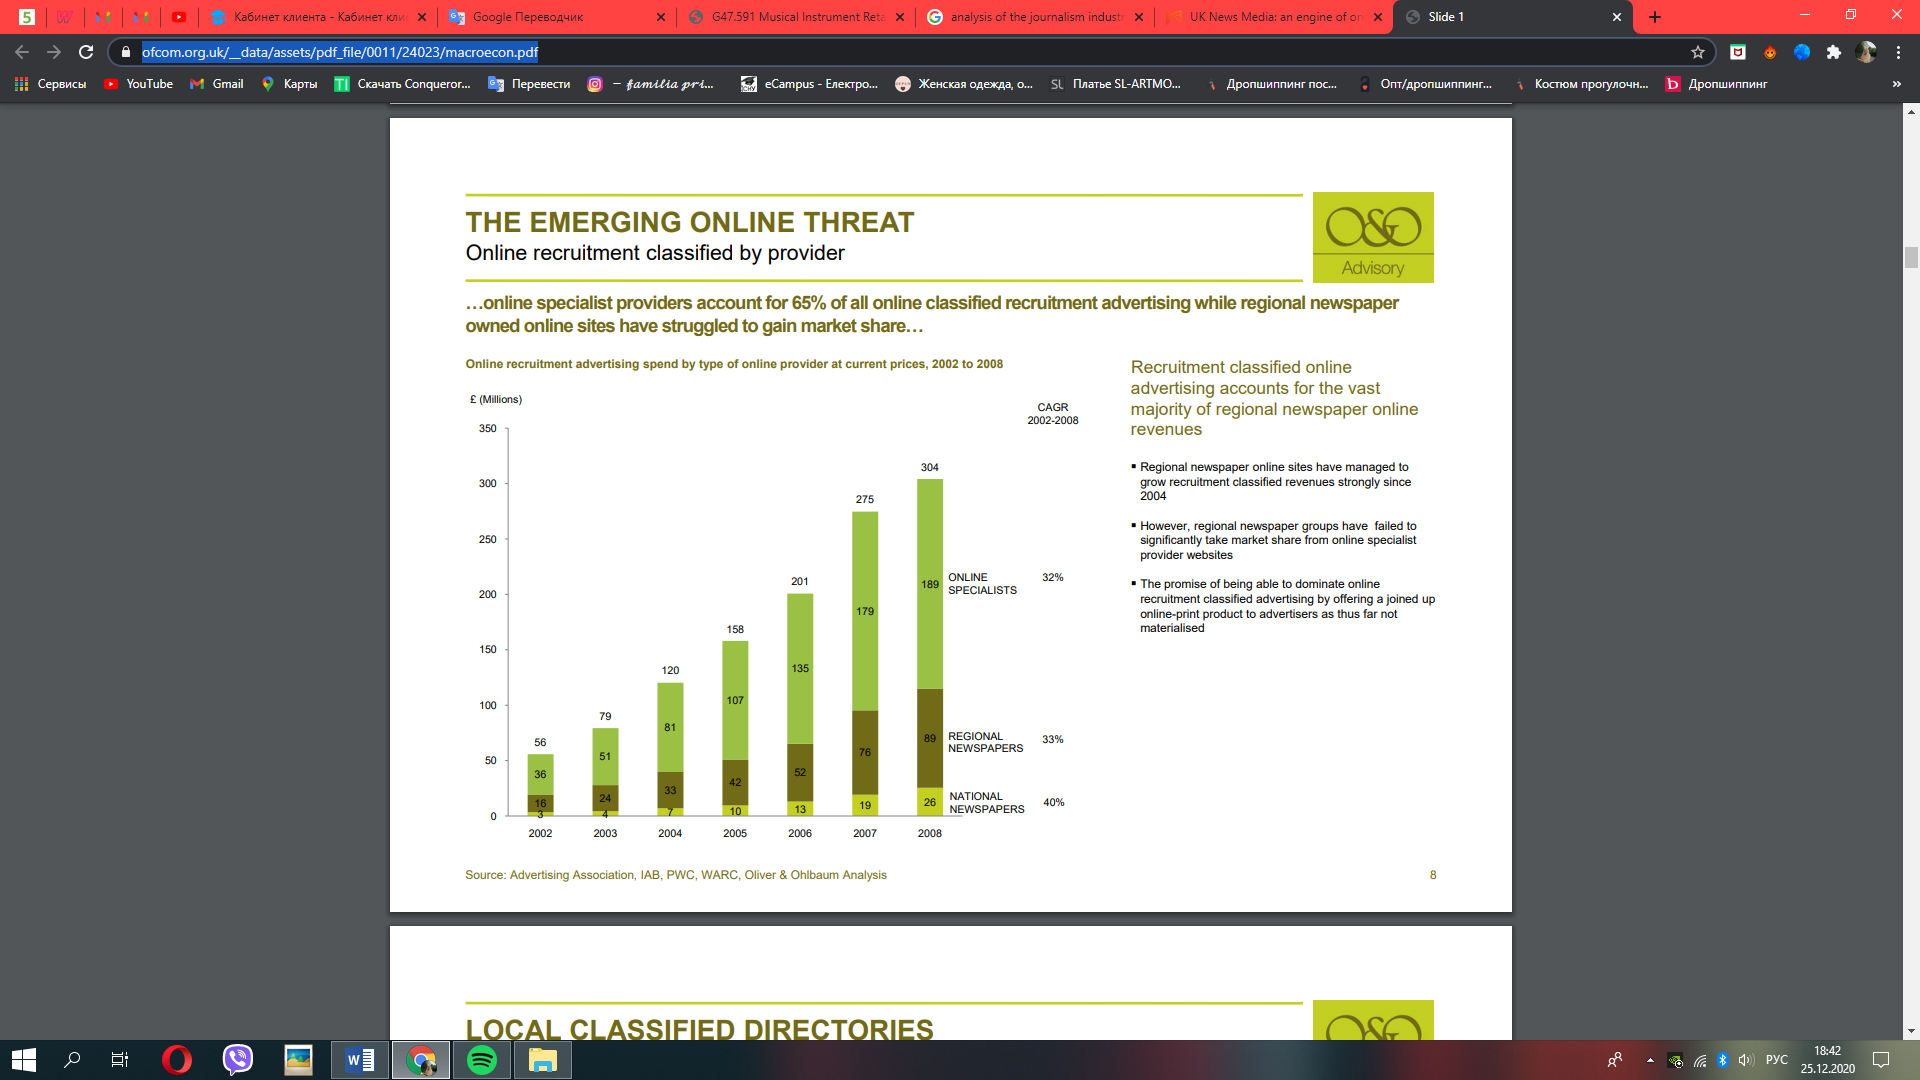 5
Кабинет клиента - Кабинет кли
Google Переводчик
G47.591 Musical Instrument Reta
analysis of the journalism industr
UK News Media: an engine of or
Slide 1
ofcom.org.uk/__data/assets/pdf_file/0011/24023/macroecon.pdf
Сервисы
YouTube
Gmail
Карты
Скачать Conqueror...
Перевести
– familia pri...
eCampus - Електро...
Женская одежда, о...
Платье SL-ARTMO...
Дропшиппинг пос...
Опт/дропшиппинг...
Костюм прогулочн...
Дропшиппинг
»
THE EMERGING ONLINE THREAT
Online recruitment classified by provider
O&O
Advisory
…online specialist providers account for 65% of all online classified recruitment advertising while regional newspaper
owned online sites have struggled to gain market share…
Online recruitment advertising spend by type of online provider at current prices, 2002 to 2008
£ (Millions)
CAGR
2002-2008
350
300
250
200
150
100
50
0
56
36
16
3
79
51
24
4
120
81
33
7
158
107
42
10
201
135
52
13
275
179
76
19
304
189
89
26
ONLINE
SPECIALISTS
32%
REGIONAL
NEWSPAPERS
33%
NATIONAL
NEWSPAPERS
40%
2002
2003
2004
2005
2006
2007
2008
Recruitment classified online
advertising accounts for the vast
majority of regional newspaper online
revenues
▪ Regional newspaper online sites have managed to
grow recruitment classified revenues strongly since
2004
▪ However, regional newspaper groups have failed to
significantly take market share from online specialist
provider websites
▪ The promise of being able to dominate online
recruitment classified advertising by offering a joined up
online-print product to advertisers as thus far not
materialised
Source: Advertising Association, IAB, PWC, WARC, Oliver & Ohlbaum Analysis
8
LOCAL CLASSIFIED DIRECTORIES
O&O
РУС
18:42
25.12.2020